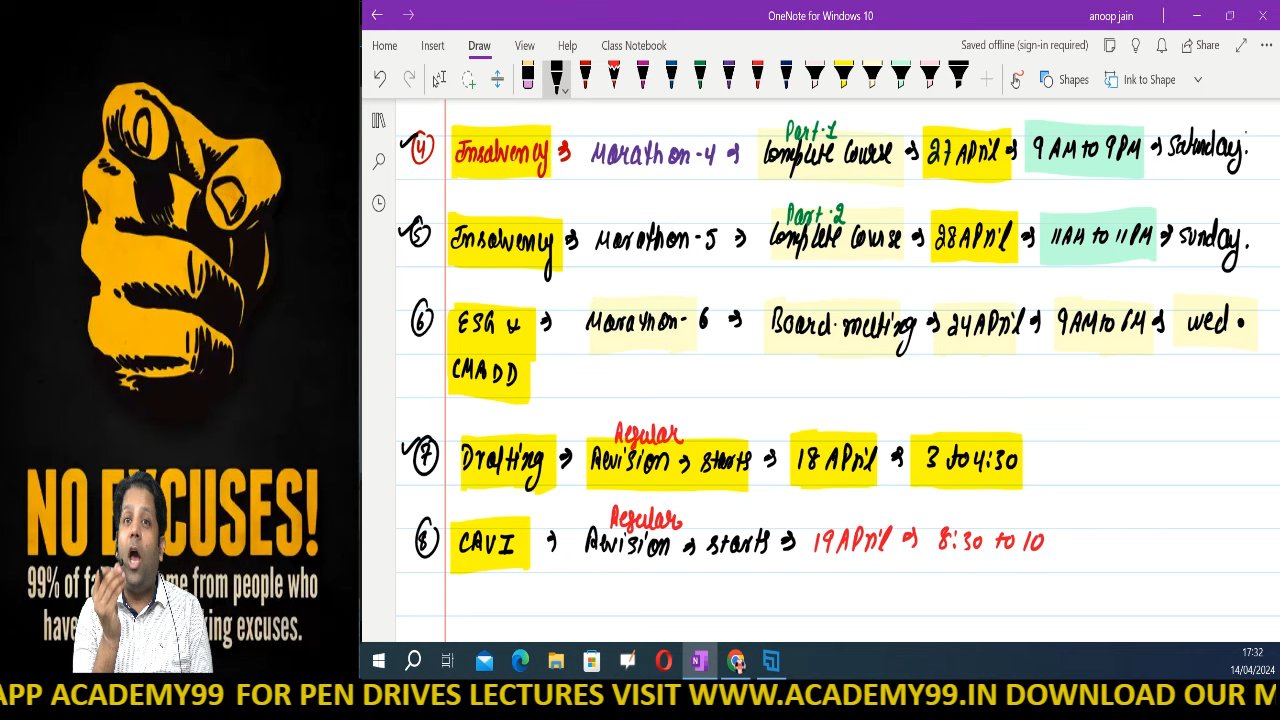 OneNote for Windows 10
anoop jain
Home Insert Draw View Help Class Notebook
Saved offline (sign-in required)
Share
Shapes
Ink to Shape
Part-1
4 Insolvency → Marathon-4 → Complete Course → 27 April → 9 AM to 9 PM → Saturday.
Part-2
5 Insolvency → Marathon-5 → Complete Course → 28 April → 11 AM to 11 PM → Sunday.
6 ESG & → Marathon-6 → Board-meeting → 24 April → 9 AM to PM → wed
CMADD
Regular
7 Drafting → Revision → starts → 18 April → 3 to 4:30
Regular
8 CAVI → Revision → starts → 19 April → 8:30 to 10
NO EXCUSES!
99% of from people who
have king excuses.
17:32
14/04/2024
APP ACADEMY99 FOR PEN DRIVES LECTURES VISIT WWW.ACADEMY99.IN DOWNLOAD OUR M